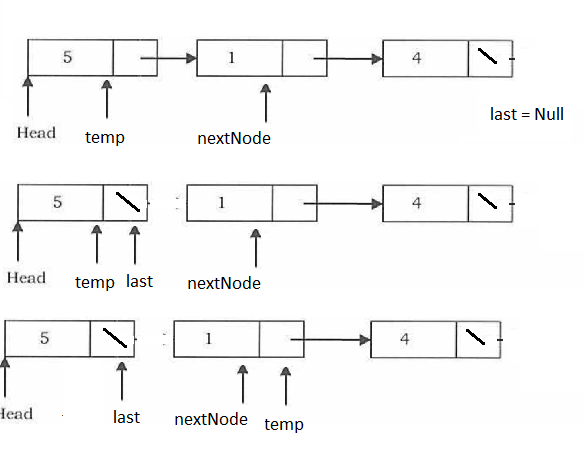 5 1 4
last = Null
Head temp nextNode
5 1 4
Head temp last nextNode
5 1 4
Head last nextNode temp